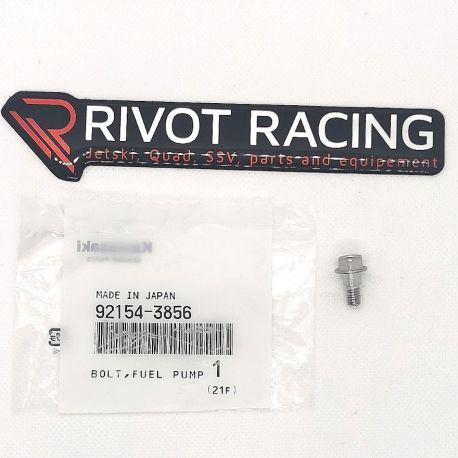 RIVOT RACING
Jetski, Quad, SSV, parts and equipement
Kawasaki
MADE IN JAPAN
92154-3856
BOLT,FUEL PUMP 1
(21F)